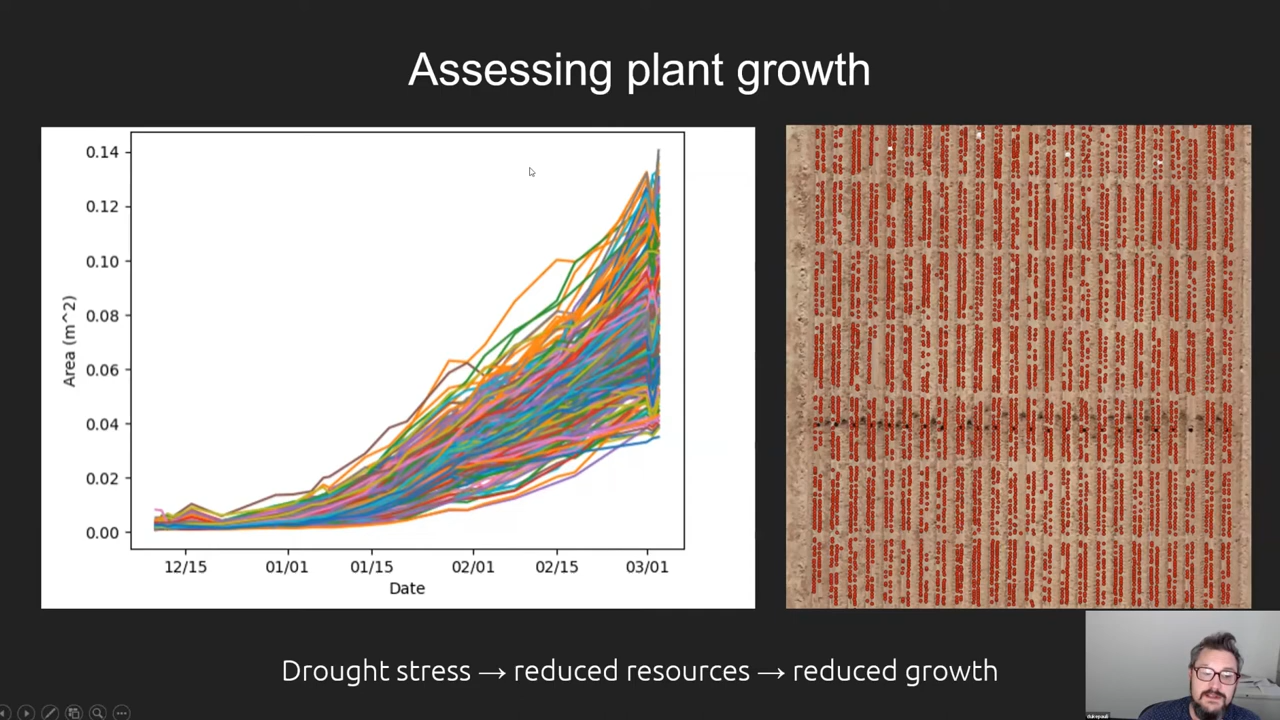 Assessing plant growth
0.14
0.12
0.10
0.08
0.06
0.04
0.02
0.00
Area (m^2)
12/15 01/01 01/15 02/01 02/15 03/01
Date
Drought stress → reduced resources → reduced growth